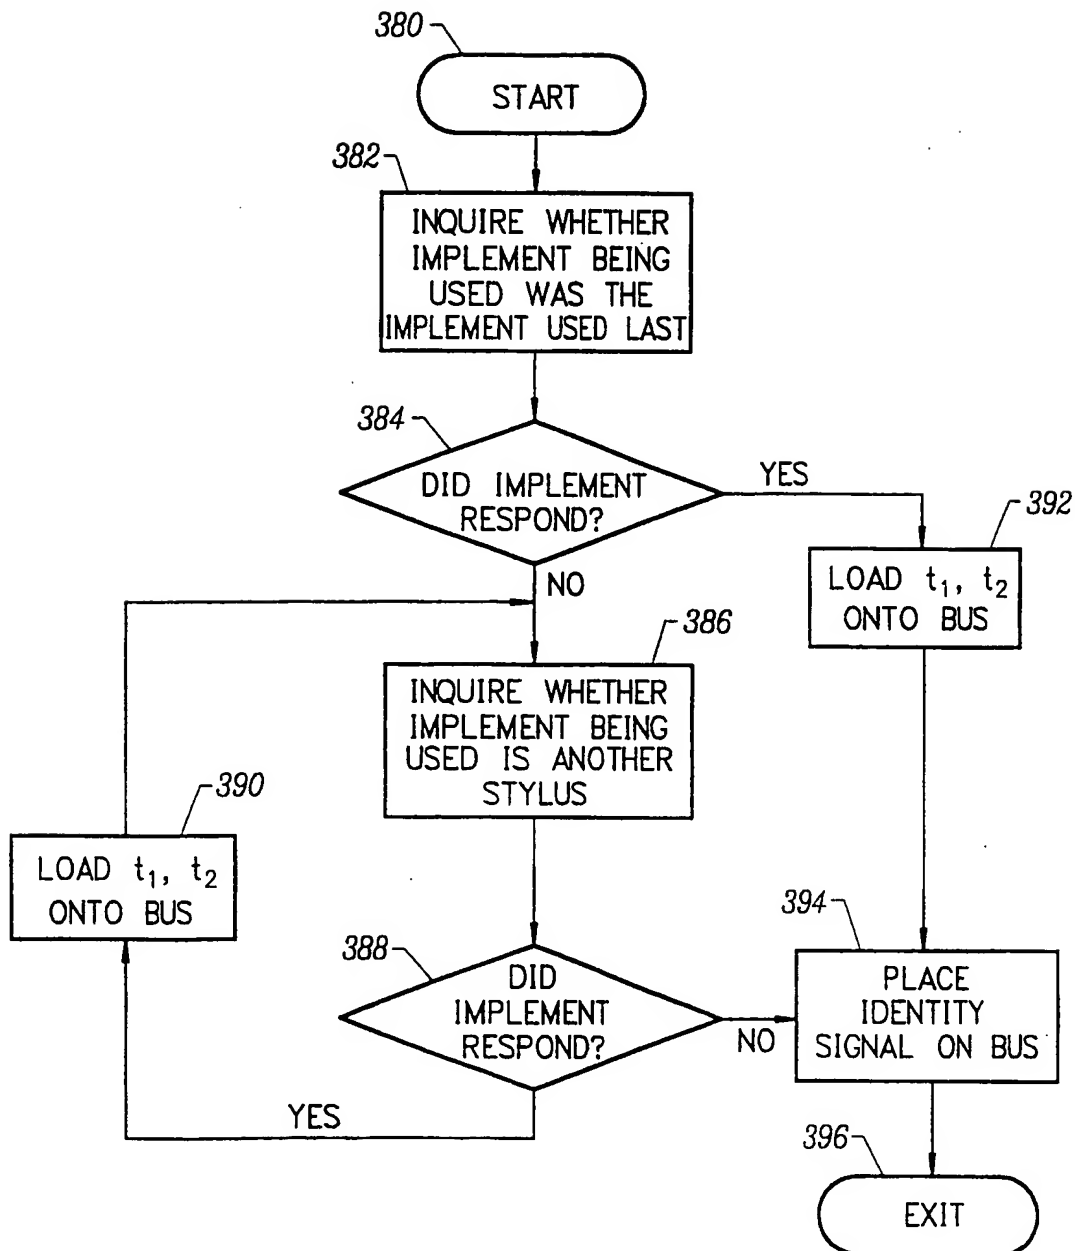 380
START
382
INQUIRE WHETHER
IMPLEMENT BEING
USED WAS THE
IMPLEMENT USED LAST
384
DID IMPLEMENT
RESPOND?
YES
NO
392
LOAD t₁, t₂
ONTO BUS
386
INQUIRE WHETHER
IMPLEMENT BEING
USED IS ANOTHER
STYLUS
390
LOAD t₁, t₂
ONTO BUS
388
DID
IMPLEMENT
RESPOND?
YES
NO
394
PLACE
IDENTITY
SIGNAL ON BUS
396
EXIT